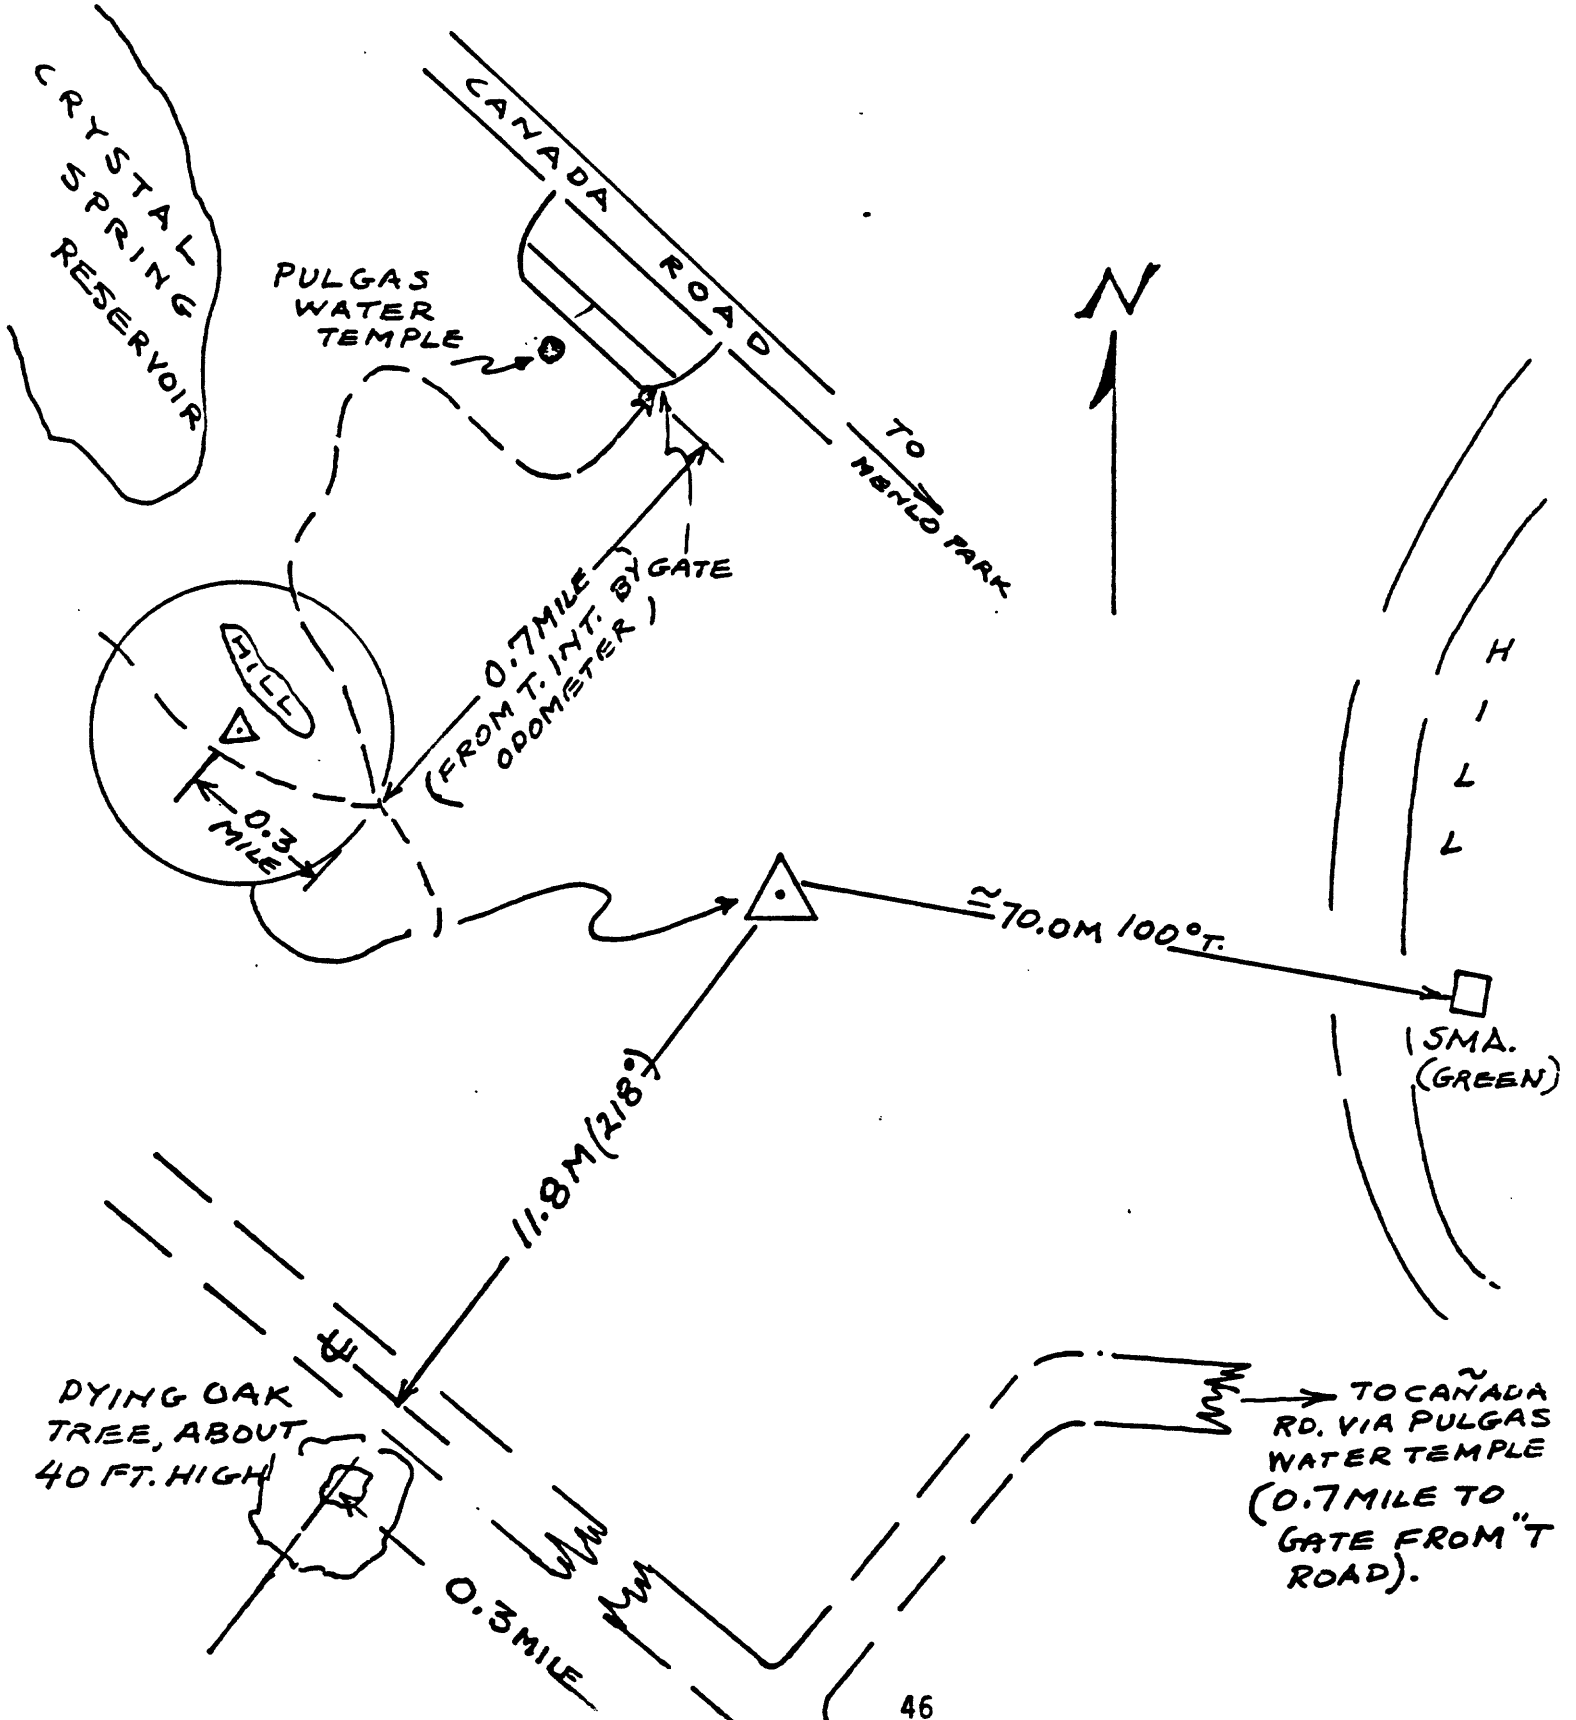 CRYSTAL
SPRING
RESERVOIR
CANADA ROAD
PULGAS
WATER
TEMPLE
TO
MENLO PARK
N
GATE
0.7 MILE
(FROM T. INT. BY
ODOMETER)
HILL
0.3
MILE
HILL
≅70.0M 100°T.
SMA.
(GREEN)
11.8M (218°)
℄
DYING OAK
TREE, ABOUT
40 FT. HIGH
0.3 MILE
TO CAÑADA
RD. VIA PULGAS
WATER TEMPLE
(0.7 MILE TO
GATE FROM "T
ROAD).
46